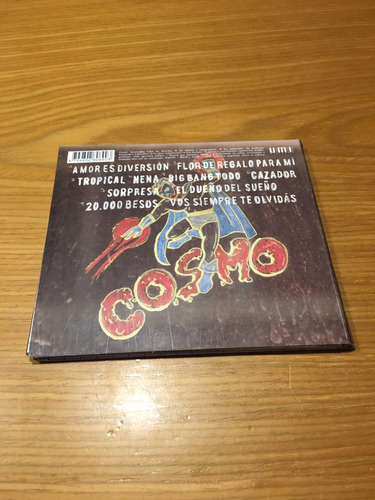 AMOR ES DIVERSIÓN FLOR DE REGALO PARA MÍ
TROPICAL NENA BIG BANG TODO CAZADOR
SORPRESA EL DUEÑO DEL SUEÑO
20.000 BESOS VOS SIEMPRE TE OLVIDÁS
COSMO